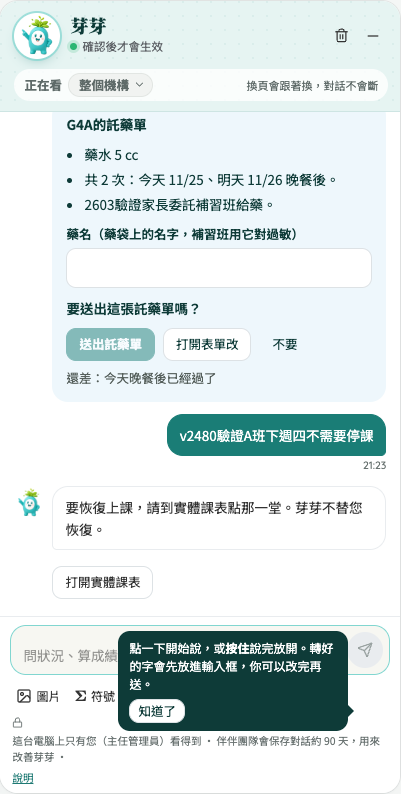 芽芽
確認後才會生效
正在看 整個機構 換頁會跟著換，對話不會斷
G4A的託藥單
• 藥水 5 cc
• 共 2 次：今天 11/25、明天 11/26 晚餐後。
• 2603驗證家長委託補習班給藥。
藥名（藥袋上的名字，補習班用它對過敏）
要送出這張託藥單嗎？
送出託藥單 打開表單改 不要
還差：今天晚餐後已經過了
v2480驗證A班下週四不需要停課
21:23
要恢復上課，請到實體課表點那一堂。芽芽不替您
恢復。
打開實體課表
問狀況、算成績
點一下開始說，或按住說完放開。轉好
的字會先放進輸入框，你可以改完再
送。
知道了
圖片 符號
這台電腦上只有您（主任管理員）看得到 · 伴伴團隊會保存對話約 90 天，用來
改善芽芽 ·
說明